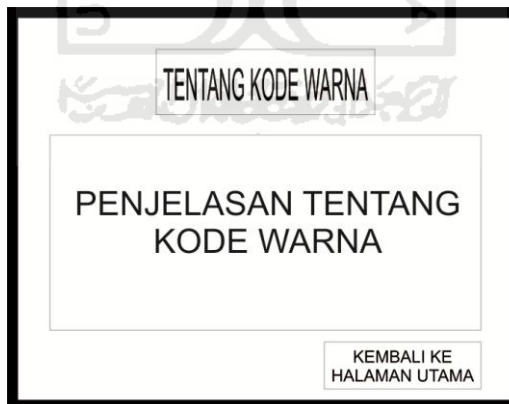 TENTANG KODE WARNA
PENJELASAN TENTANG
KODE WARNA
KEMBALI KE
HALAMAN UTAMA